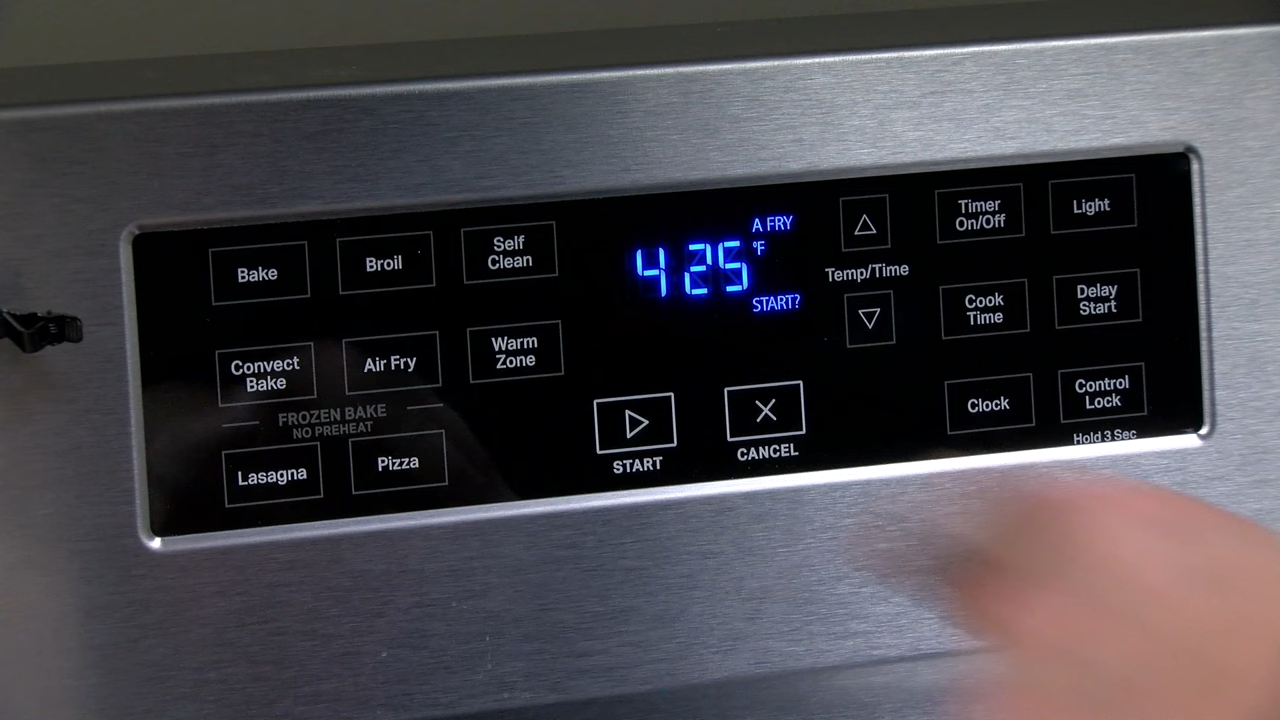 Bake
Broil
Self
Clean
A FRY
425 °F
START?
Temp/Time
Timer
On/Off
Light
Convect
Bake
Air Fry
Warm
Zone
Cook
Time
Delay
Start
FROZEN BAKE
NO PREHEAT
Lasagna
Pizza
START
CANCEL
Clock
Control
Lock
Hold 3 Sec